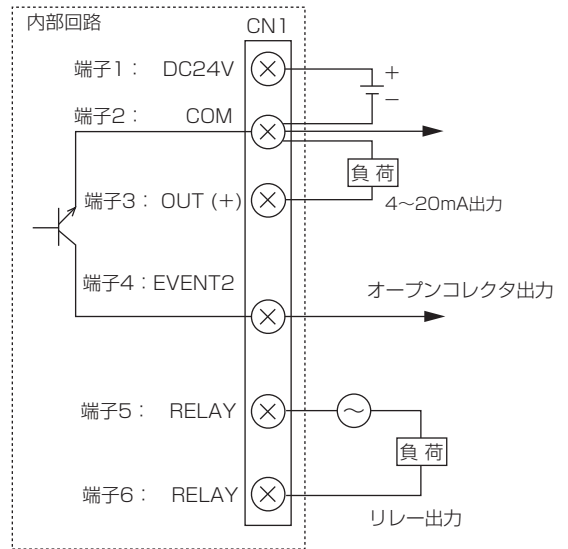 内部回路
CN1
端子1： DC24V
+
−
端子2： COM
負 荷
端子3： OUT (+)
4〜20mA出力
端子4：EVENT2
オープンコレクタ出力
端子5： RELAY
〜
負 荷
端子6： RELAY
リレー出力